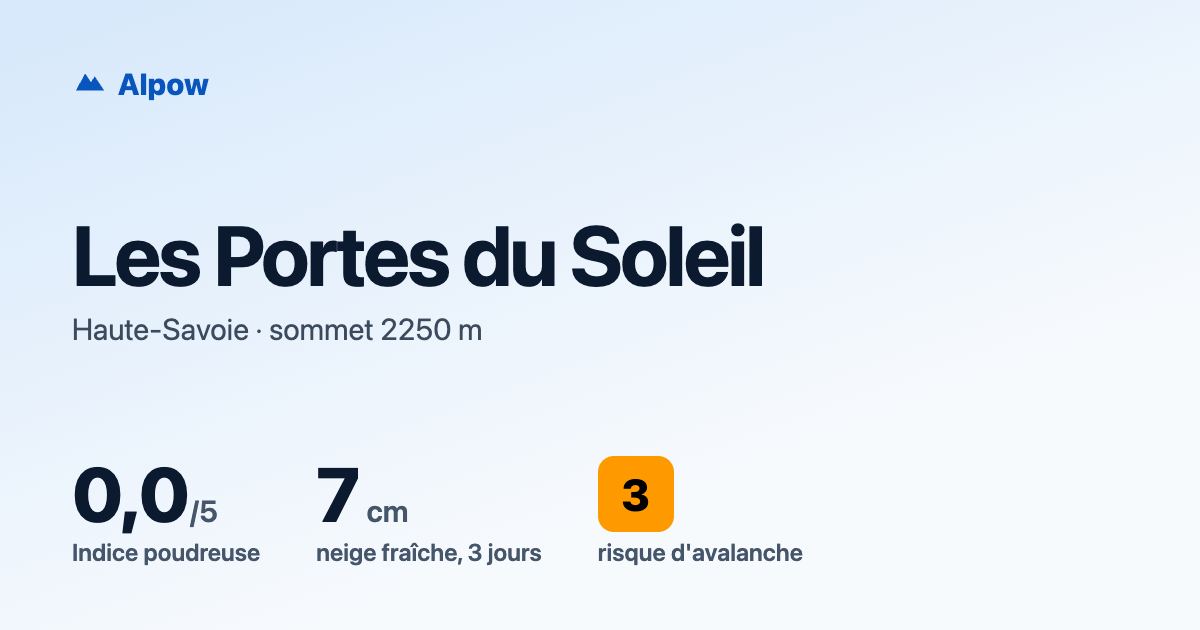 Alpow
Les Portes du Soleil
Haute-Savoie · sommet 2250 m
0,0/5
Indice poudreuse
7 cm
neige fraîche, 3 jours
3
risque d'avalanche